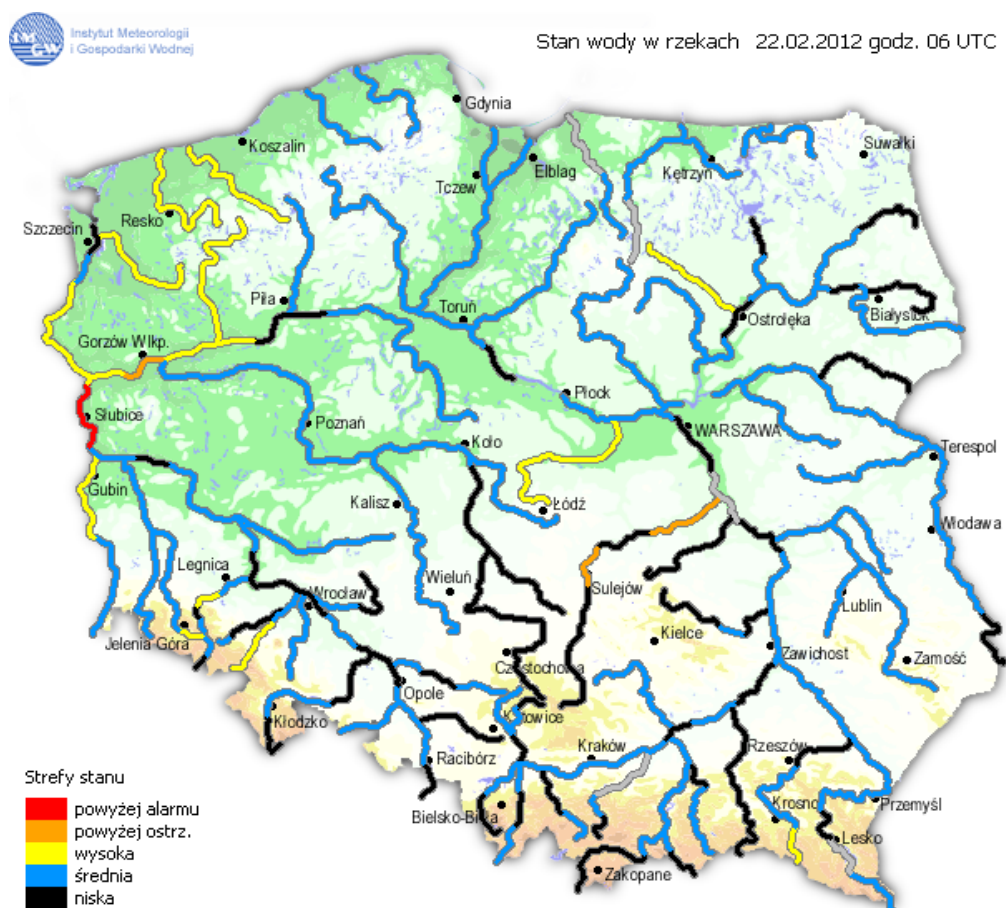 Instytut Meteorologii
i Gospodarki Wodnej
Stan wody w rzekach 22.02.2012 godz. 06 UTC
Gdynia
Koszalin
Suwałki
Elbląg
Kętrzyn
Tczew
Resko
Szczecin
Piła
Toruń
Ostrołęka
Białystok
Gorzów Wlkp.
Płock
Słubice
Poznań
WARSZAWA
Koło
Terespol
Gubin
Kalisz
Łódź
Włodawa
Legnica
Wieluń
Sulejów
Wrocław
Lublin
Jelenia Góra
Kielce
Zawichost
Częstochowa
Zamość
Opole
Kłodzko
Katowice
Rzeszów
Kraków
Racibórz
Strefy stanu
powyżej alarmu
Bielsko-Biała
Krosno
Przemyśl
powyżej ostrz.
Lesko
wysoka
Zakopane
średnia
niska